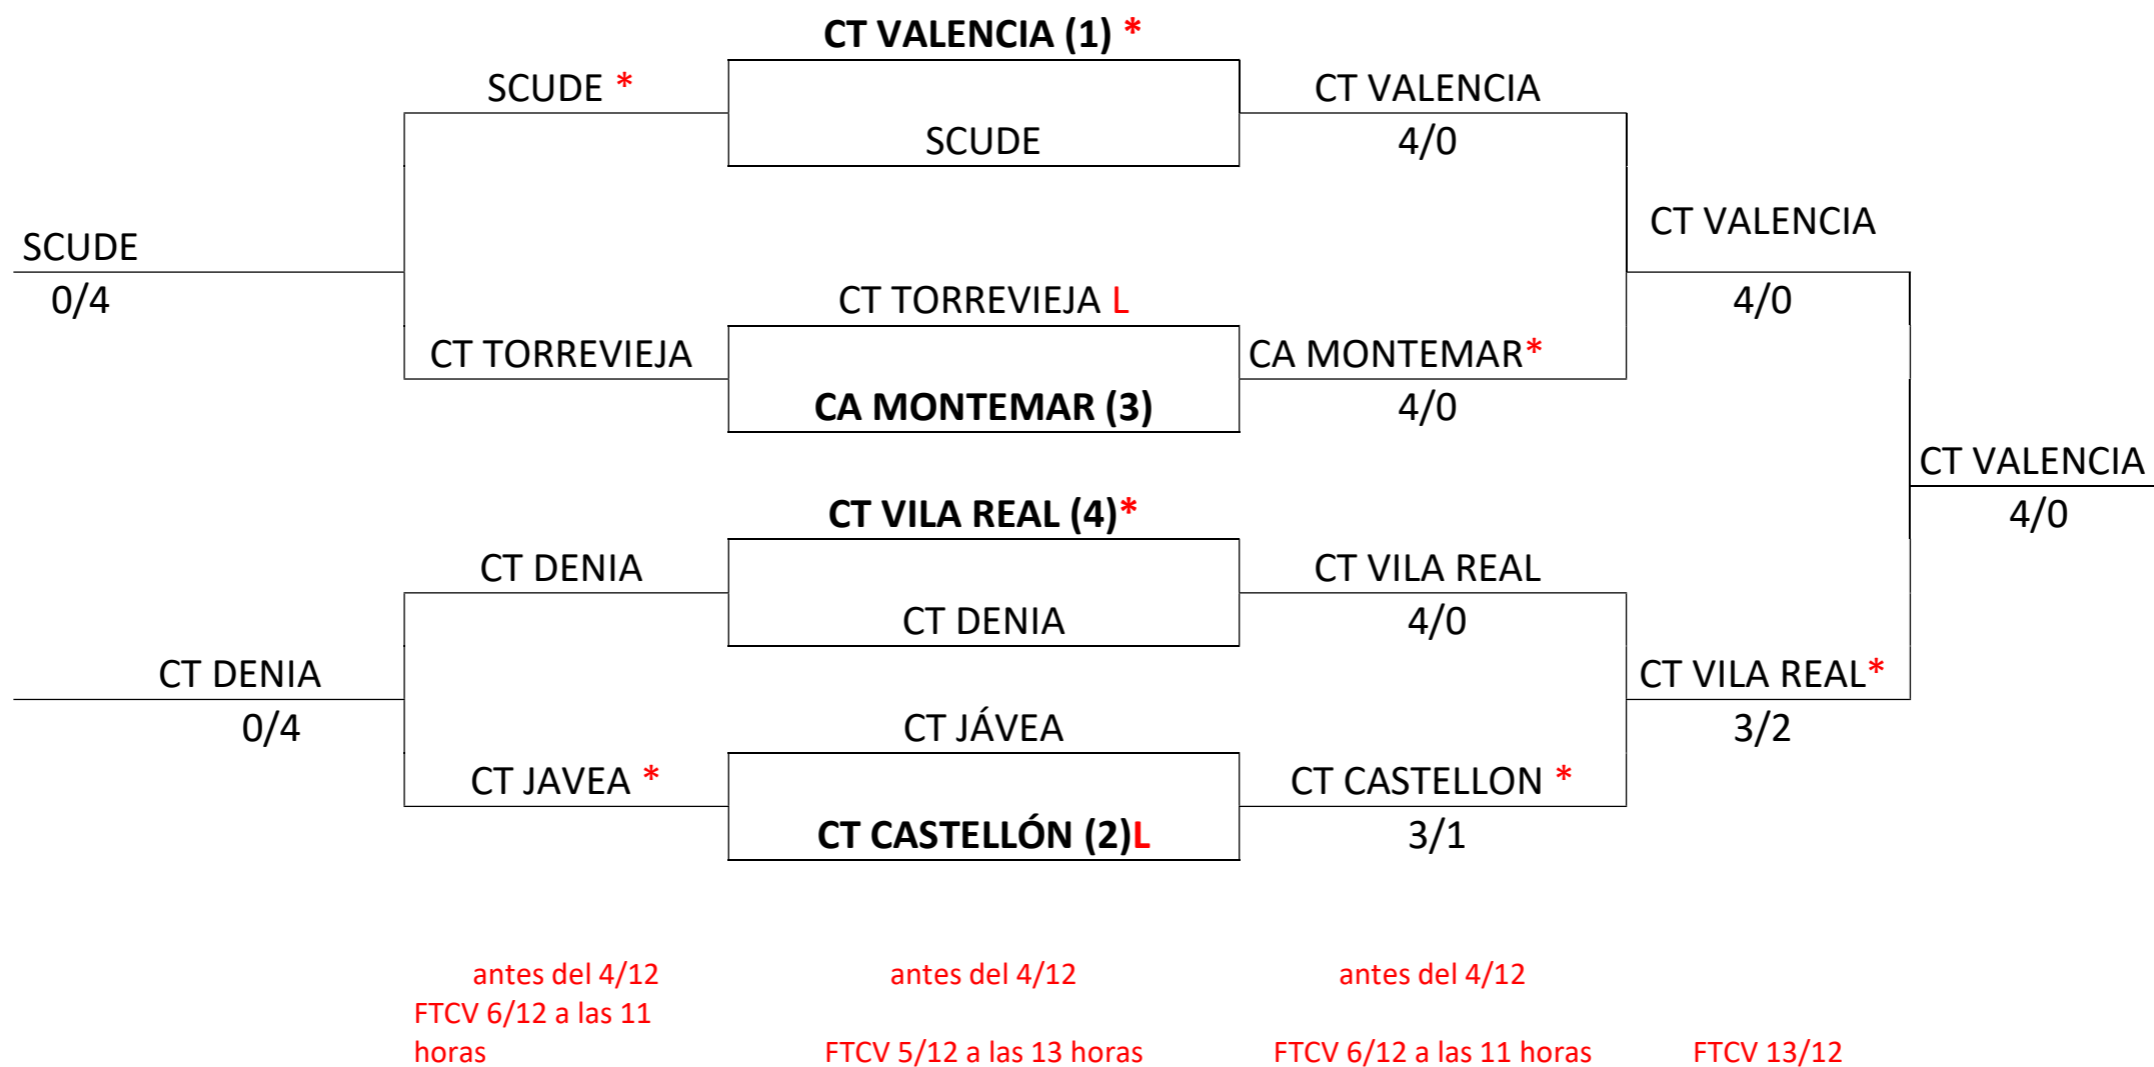 CT VALENCIA (1) *
SCUDE *
CT VALENCIA
SCUDE
4/0
CT VALENCIA
SCUDE
0/4
CT TORREVIEJA L
4/0
CT TORREVIEJA
CA MONTEMAR*
CA MONTEMAR (3)
4/0
CT VALENCIA
CT VILA REAL (4)*
4/0
CT DENIA
CT VILA REAL
CT DENIA
4/0
CT DENIA
CT VILA REAL*
0/4
CT JÁVEA
3/2
CT JAVEA *
CT CASTELLON *
CT CASTELLÓN (2)L
3/1
antes del 4/12
antes del 4/12
antes del 4/12
FTCV 6/12 a las 11
horas
FTCV 5/12 a las 13 horas
FTCV 6/12 a las 11 horas
FTCV 13/12